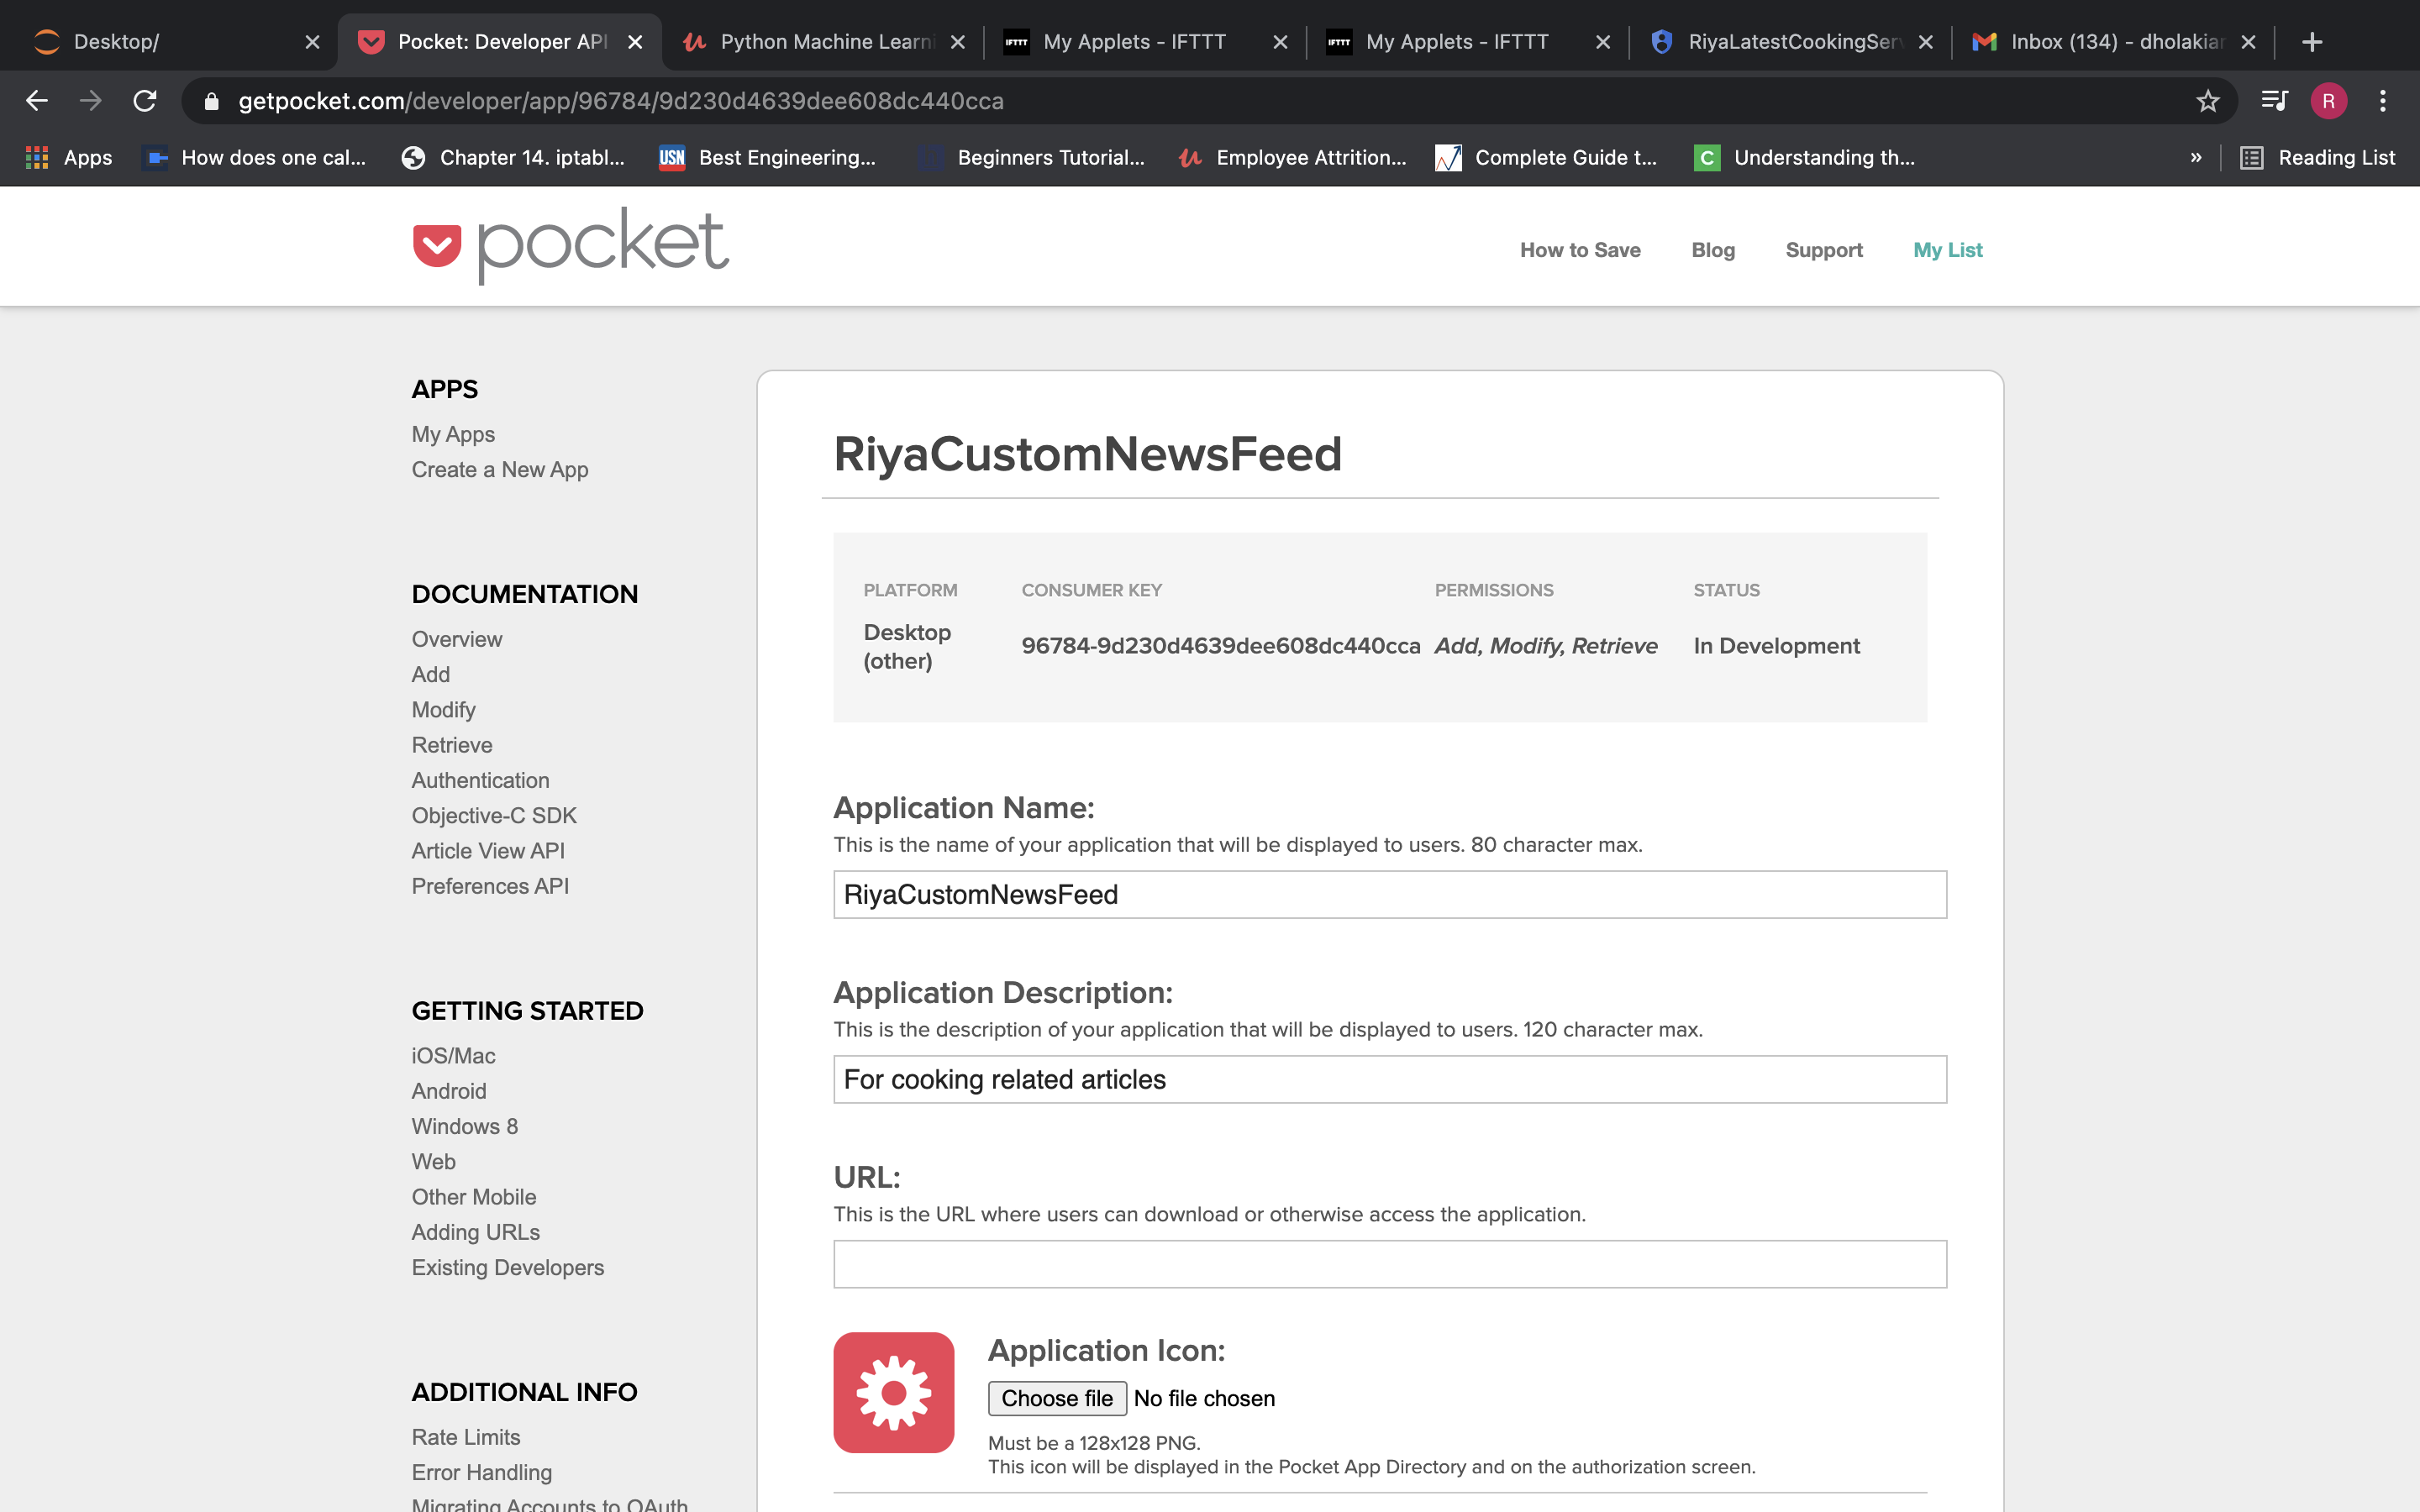 Desktop/
Pocket: Developer API
Python Machine Learni
IFTTT My Applets - IFTTT
IFTTT My Applets - IFTTT
RiyaLatestCookingSer
Inbox (134) - dholakiar
getpocket.com/developer/app/96784/9d230d4639dee608dc440cca
R
Apps
How does one cal...
Chapter 14. iptabl...
USN Best Engineering...
Beginners Tutorial...
Employee Attrition...
Complete Guide t...
C Understanding th...
»
Reading List
pocket
How to Save
Blog
Support
My List
APPS
My Apps
Create a New App
DOCUMENTATION
Overview
Add
Modify
Retrieve
Authentication
Objective-C SDK
Article View API
Preferences API
GETTING STARTED
iOS/Mac
Android
Windows 8
Web
Other Mobile
Adding URLs
Existing Developers
ADDITIONAL INFO
Rate Limits
Error Handling
Migrating Accounts to OAuth
RiyaCustomNewsFeed
PLATFORM CONSUMER KEY PERMISSIONS STATUS
Desktop (other) 96784-9d230d4639dee608dc440cca Add, Modify, Retrieve In Development
Application Name:
This is the name of your application that will be displayed to users. 80 character max.
RiyaCustomNewsFeed
Application Description:
This is the description of your application that will be displayed to users. 120 character max.
For cooking related articles
URL:
This is the URL where users can download or otherwise access the application.
Application Icon:
Choose file No file chosen
Must be a 128x128 PNG.
This icon will be displayed in the Pocket App Directory and on the authorization screen.